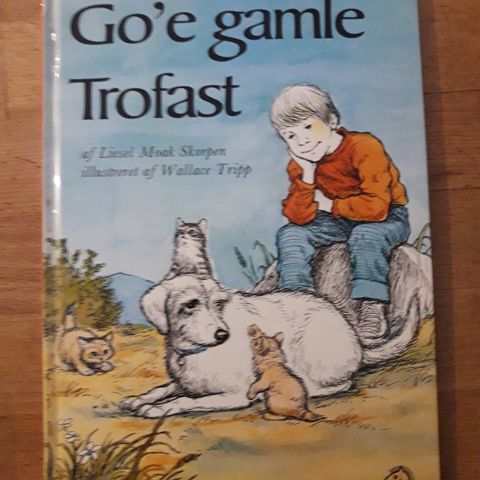 Go'e gamle
Trofast
af Liesel Moak Skorpen
illustreret af Wallace Tripp